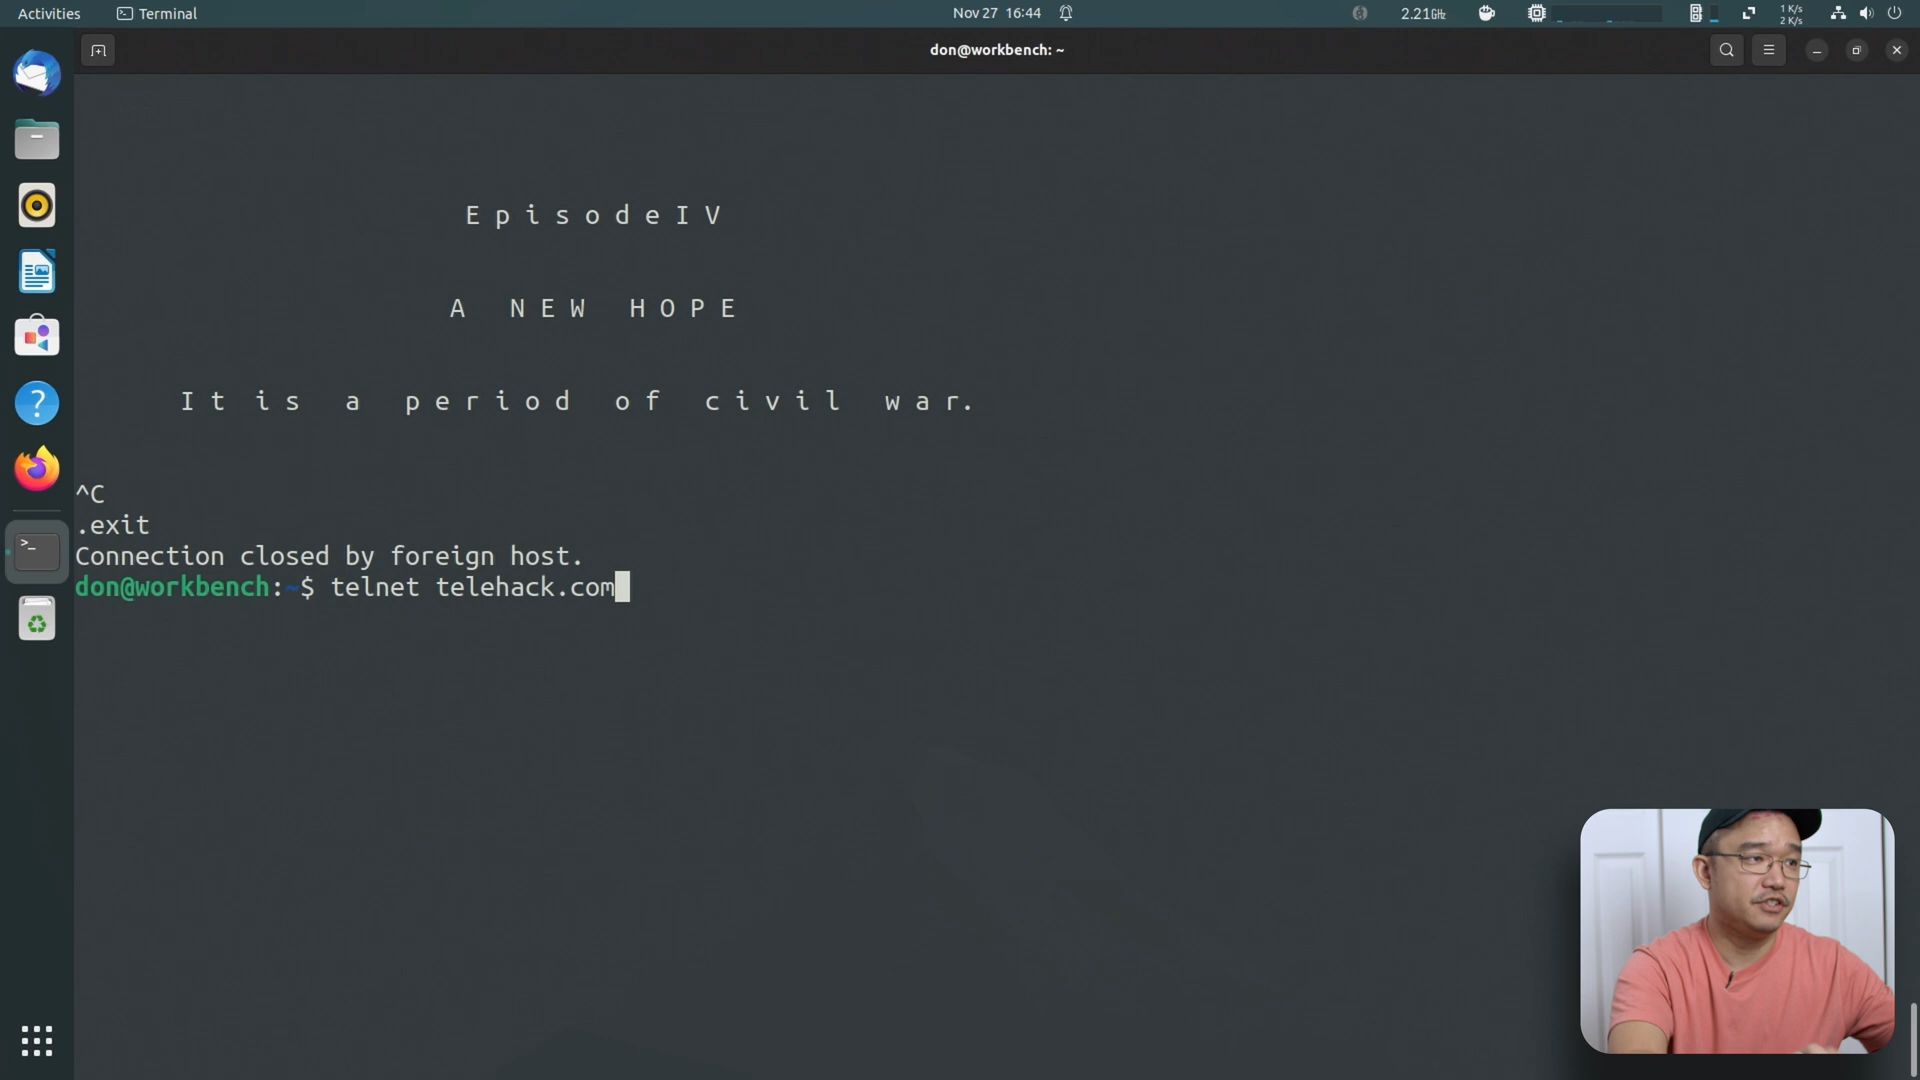 Activities
Terminal
Nov 27 16:44
2.21GHz
1 K/s
2 K/s
don@workbench: ~
E p i s o d e I V
A   N E W   H O P E
I t i s   a   p e r i o d   o f   c i v i l   w a r.
^C
.exit
Connection closed by foreign host.
don@workbench:~$ telnet telehack.com